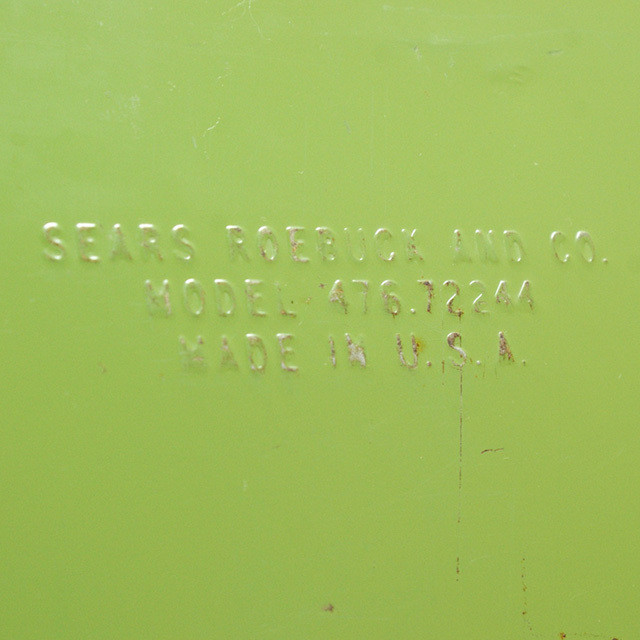 SEARS ROEBUCK AND CO.
MODEL 476.72244
MADE IN U.S.A.